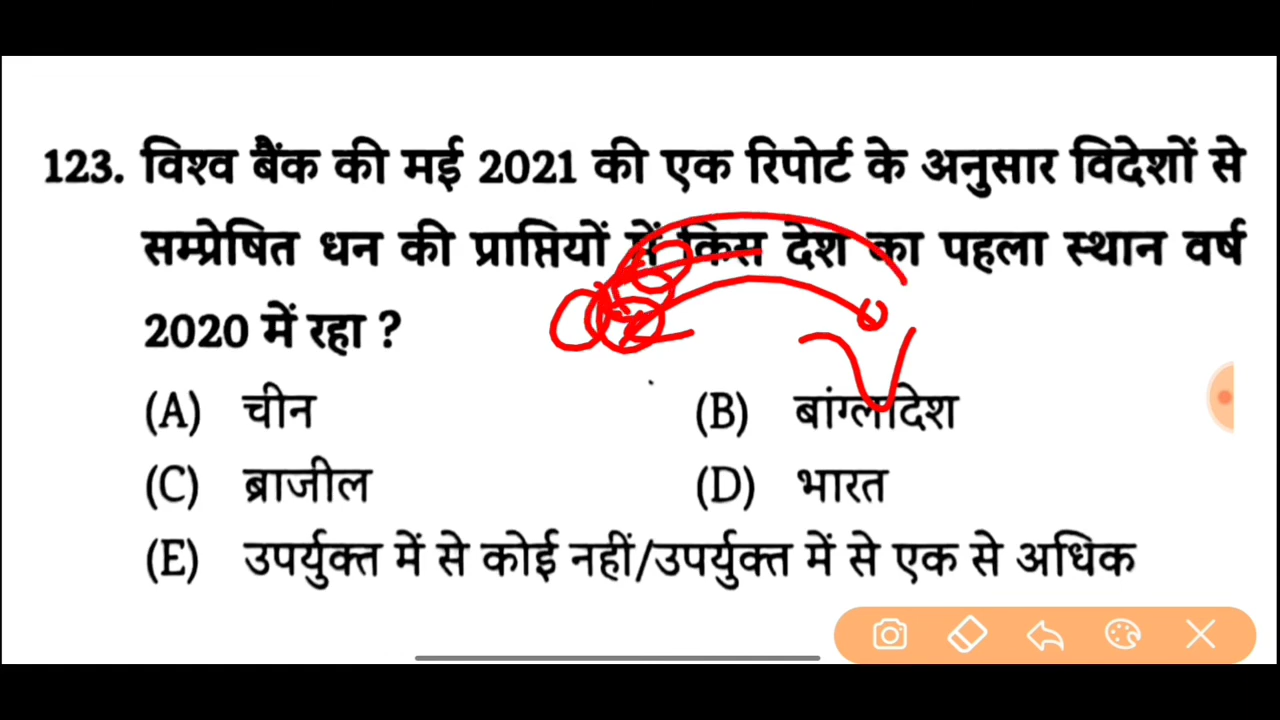 123. विश्व बैंक की मई 2021 की एक रिपोर्ट के अनुसार विदेशों से
सम्प्रेषित धन की प्राप्तियों में किस देश का पहला स्थान वर्ष
2020 में रहा ?
(A) चीन
(B) बांग्लादेश
(C) ब्राजील
(D) भारत
(E) उपर्युक्त में से कोई नहीं/उपर्युक्त में से एक से अधिक